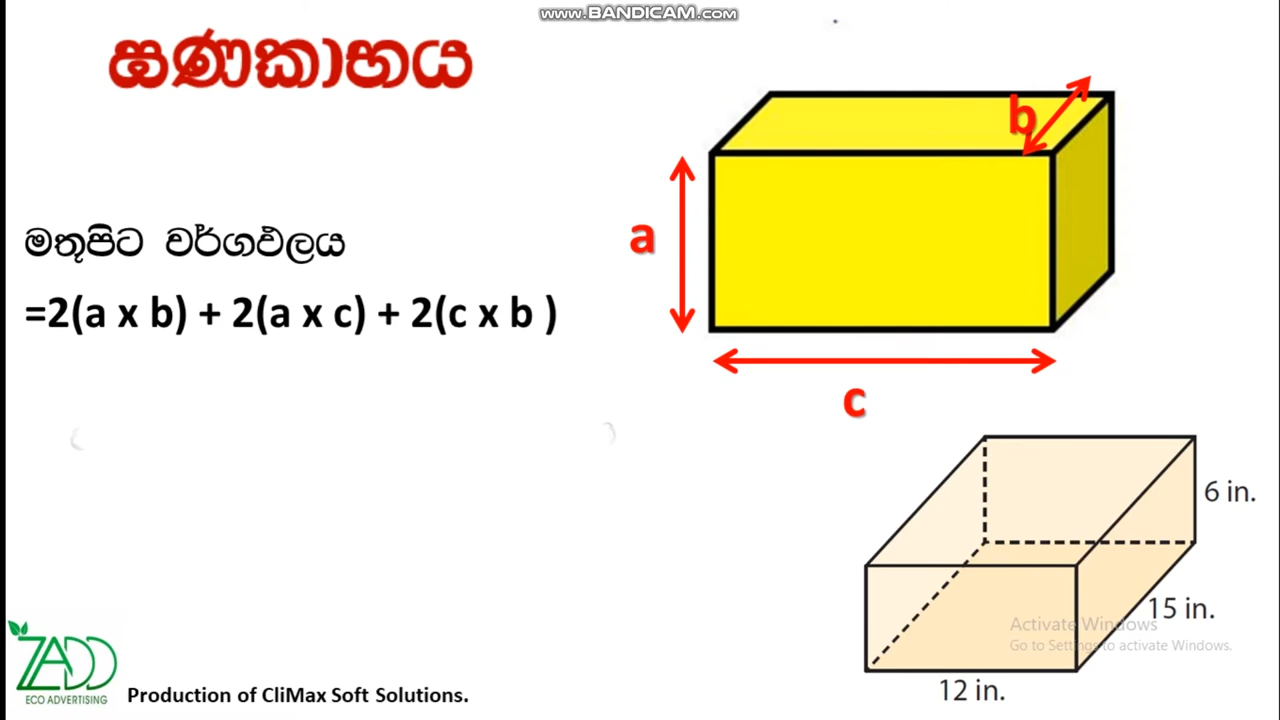 www.BANDICAM.com
ඝණකාභය
b
a
මතුපිට වර්ගඵලය
=2(a x b) + 2(a x c) + 2(c x b )
c
6 in.
15 in.
Activate Windows
Go to Settings to activate Windows.
12 in.
ZADD
ECO ADVERTISING
Production of CliMax Soft Solutions.